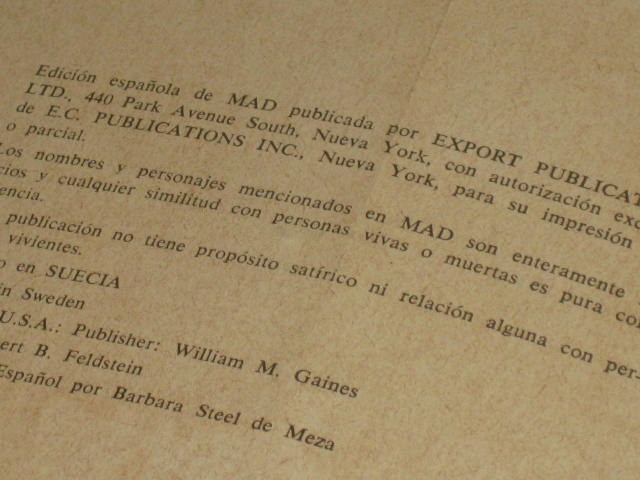 Edición española de MAD publicada por EXPORT PUBLICAT
LTD., 440 Park Avenue South, Nueva York, con autorización exc
de E.C. PUBLICATIONS INC., Nueva York, para su impresión
o parcial.
Los nombres y personajes mencionados en MAD son enteramente
cios y cualquier similitud con personas vivas o muertas es pura co
encia.
publicación no tiene propósito satírico ni relación alguna con per-
vivientes.
o en SUECIA
in Sweden
U.S.A.: Publisher: William M. Gaines
ert B. Feldstein
Español por Barbara Steel de Meza